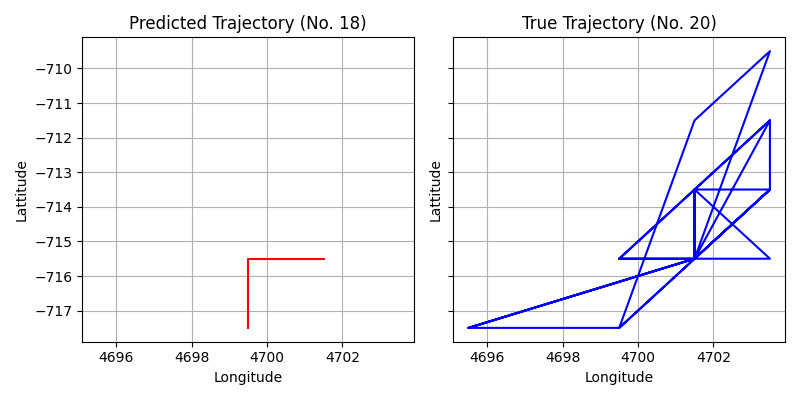 Predicted Trajectory (No. 18)
True Trajectory (No. 20)
−710
−711
−712
−713
−714
−715
−716
−717
Lattitude
Lattitude
4696
4698
4700
4702
4696
4698
4700
4702
Longitude
Longitude